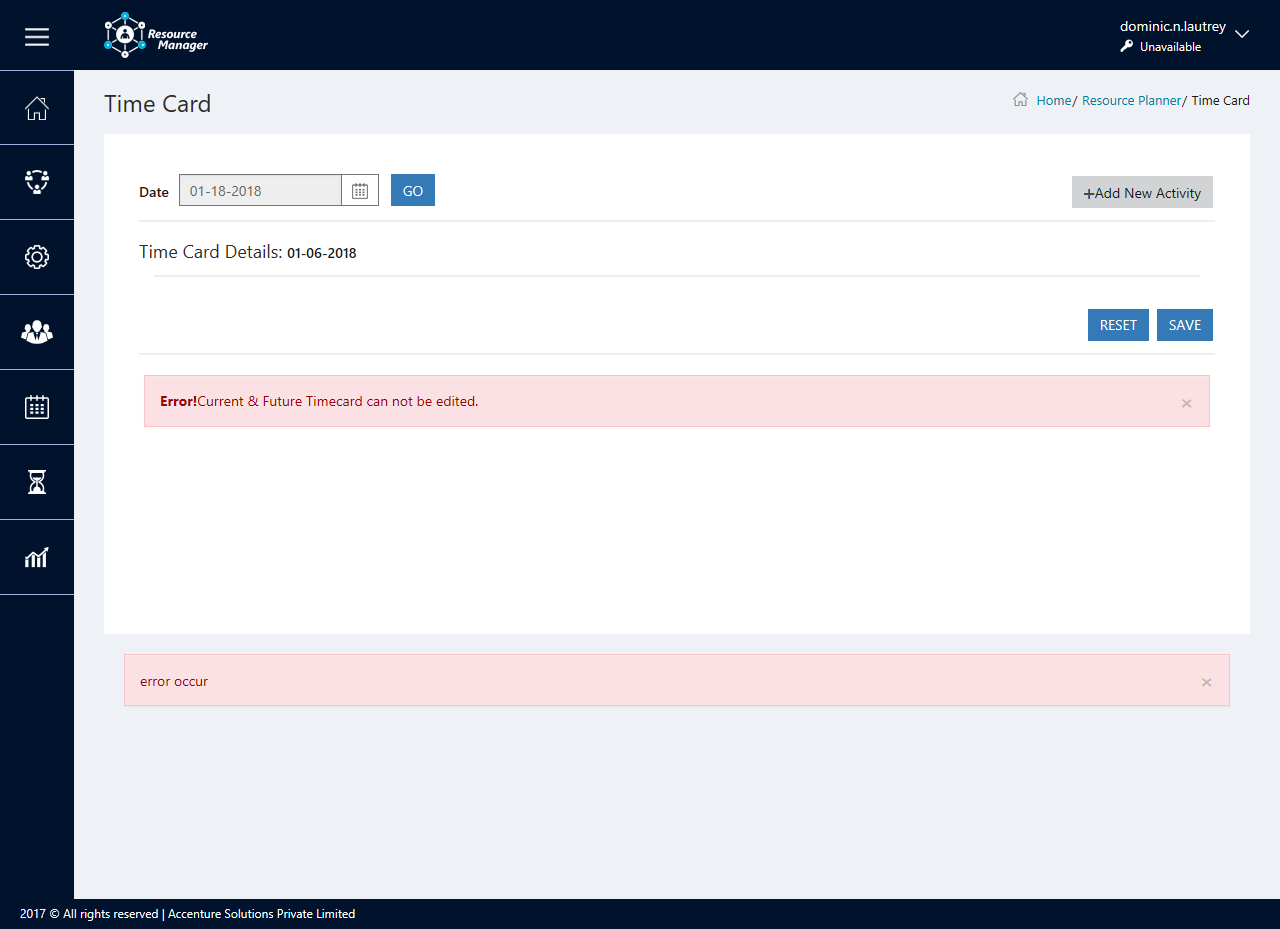 Resource
Manager
dominic.n.lautrey
Unavailable
Time Card
Home/ Resource Planner/ Time Card
Date 01-18-2018 GO
+Add New Activity
Time Card Details: 01-06-2018
RESET SAVE
Error!Current & Future Timecard can not be edited. ×
error occur ×
2017 © All rights reserved | Accenture Solutions Private Limited